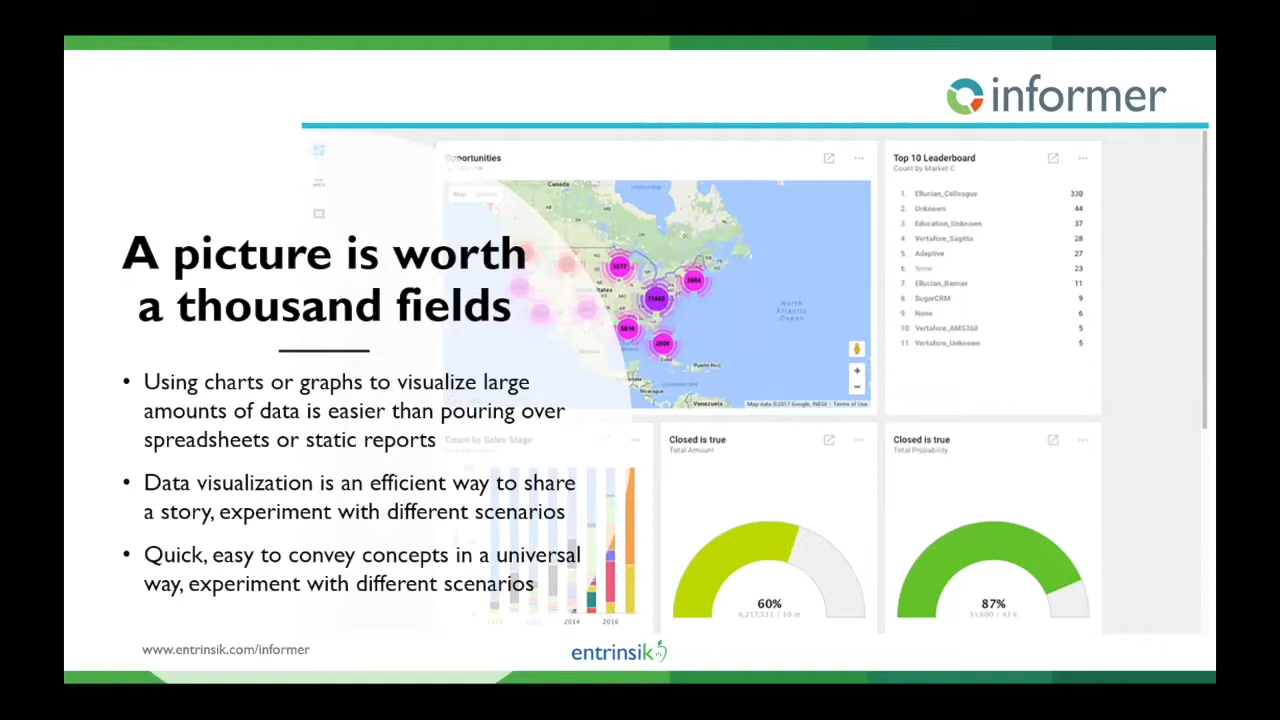 informer
A picture is worth
a thousand fields
• Using charts or graphs to visualize large
amounts of data is easier than pouring over
spreadsheets or static reports
• Data visualization is an efficient way to share
a story, experiment with different scenarios
• Quick, easy to convey concepts in a universal
way, experiment with different scenarios
Opportunities
Map
Canada
North
Atlantic
Ocean
Mexico
Cuba
Puerto Rico
Nicaragua
Venezuela
Map data ©2017 Google, INEGI
Terms of Use
Top 10 Leaderboard
Count by Market C
1. Ellucian_Colleague 330
2. Unknown 44
3. Education_Unknown 37
4. Vertafore_Sagitta 28
5. Adaptive 27
6. None 23
7. Ellucian_Banner 11
8. SugarCRM 9
9. None 6
10. Vertafore_AMS360 5
11. Vertafore_Unknown 5
Count by Sales Stage
2014
2016
Closed is true
Total Amount
60%
Closed is true
Total Probability
87%
www.entrinsik.com/informer
entrinsik